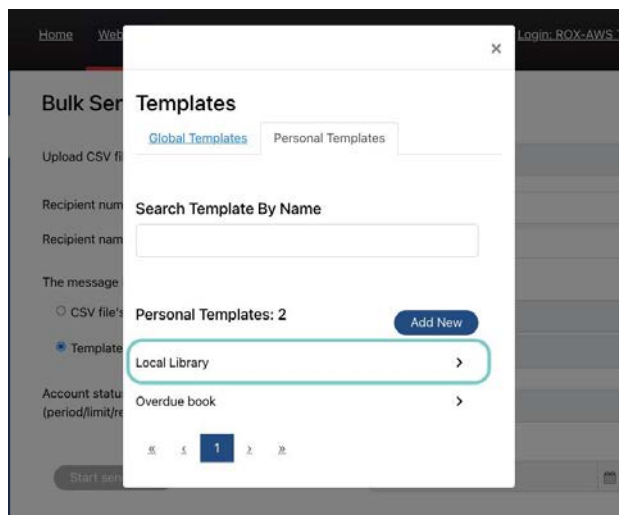 Home Web × Login: ROX-AWS
Bulk Ser Templates
Global Templates Personal Templates
Upload CSV fi
Recipient num Search Template By Name
Recipient nam
The message
CSV file's Personal Templates: 2 Add New
Template Local Library >
Account statu Overdue book >
(period/limit/re
« ‹ 1 › »
Start sen